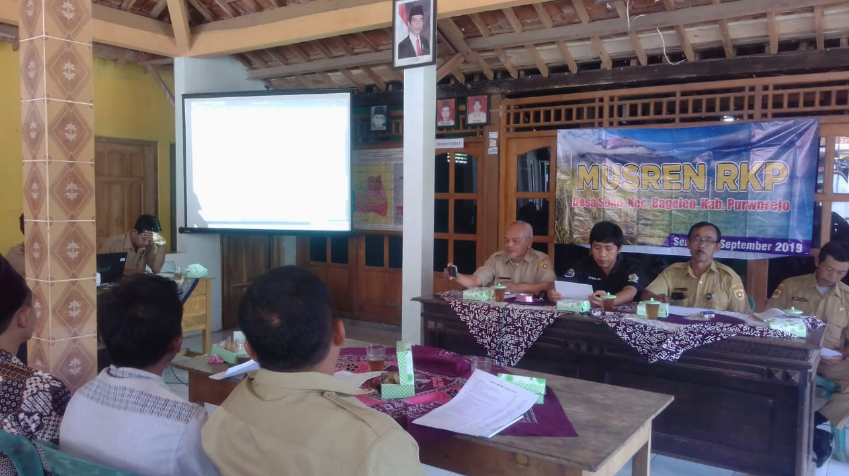 MUSREN RKP
Desa Soko, Kec. Bagelen, Kab. Purworejo
September 2019